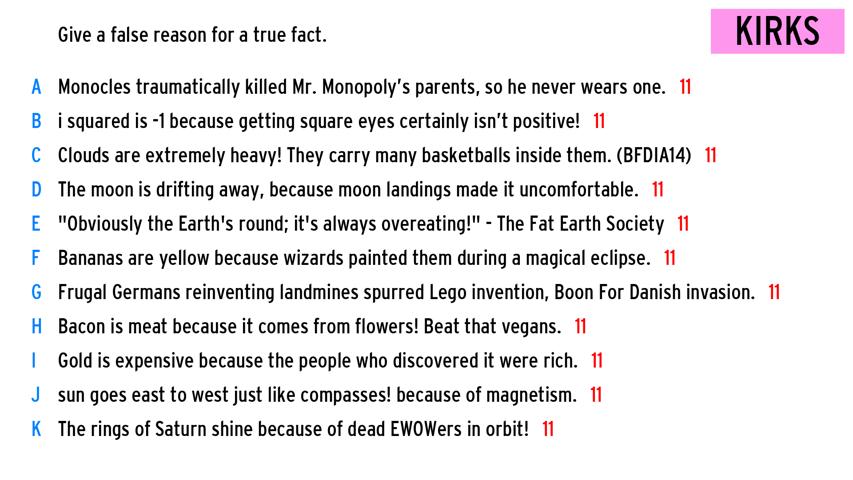 Give a false reason for a true fact.
KIRKS
A Monocles traumatically killed Mr. Monopoly's parents, so he never wears one. 11
B i squared is -1 because getting square eyes certainly isn't positive! 11
C Clouds are extremely heavy! They carry many basketballs inside them. (BFDIA14) 11
D The moon is drifting away, because moon landings made it uncomfortable. 11
E "Obviously the Earth's round; it's always overeating!" - The Fat Earth Society 11
F Bananas are yellow because wizards painted them during a magical eclipse. 11
G Frugal Germans reinventing landmines spurred Lego invention, Boon For Danish invasion. 11
H Bacon is meat because it comes from flowers! Beat that vegans. 11
I Gold is expensive because the people who discovered it were rich. 11
J sun goes east to west just like compasses! because of magnetism. 11
K The rings of Saturn shine because of dead EWOWers in orbit! 11